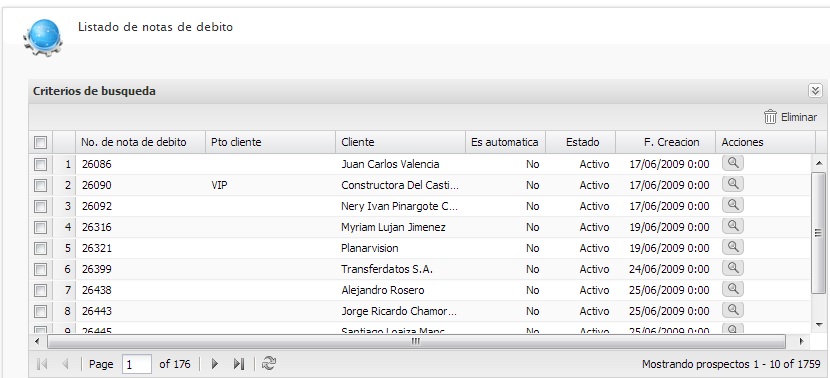 Listado de notas de debito
Criterios de busqueda
Eliminar
No. de nota de debito Pto cliente Cliente Es automatica Estado F. Creacion Acciones
1 26086 Juan Carlos Valencia No Activo 17/06/2009 0:00
2 26090 VIP Constructora Del Casti... No Activo 17/06/2009 0:00
3 26092 Nery Ivan Pinargote C... No Activo 17/06/2009 0:00
4 26316 Myriam Lujan Jimenez No Activo 19/06/2009 0:00
5 26321 Planarvision No Activo 19/06/2009 0:00
6 26399 Transferdatos S.A. No Activo 24/06/2009 0:00
7 26438 Alejandro Rosero No Activo 25/06/2009 0:00
8 26443 Jorge Ricardo Chamor... No Activo 25/06/2009 0:00
9 26445 Santiago Loaiza Manc... No Activo 25/06/2009 0:00
Page 1 of 176 Mostrando prospectos 1 - 10 of 1759